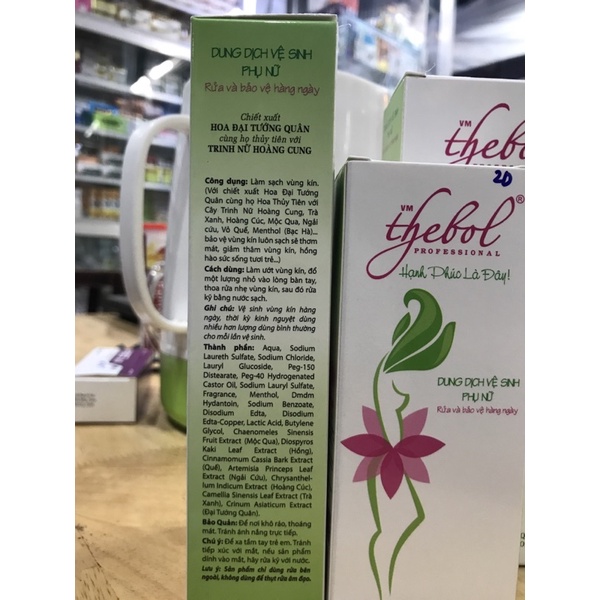 DUNG DỊCH VỆ SINH
PHỤ NỮ
Rửa và bảo vệ hàng ngày
Chiết xuất
HOA ĐẠI TƯỚNG QUÂN
cùng họ thủy tiên với
TRINH NỮ HOÀNG CUNG
Công dụng: Làm sạch vùng kín.
(Với chiết xuất Hoa Đại Tướng
Quân cùng họ Hoa Thủy Tiên với
Cây Trinh Nữ Hoàng Cung, Trà
Xanh, Hoàng Cúc, Mộc Qua, Ngải
cứu, Vỏ Quế, Menthol (Bạc Hà)...
bảo vệ vùng kín luôn sạch sẽ thơm
mát, giảm thâm vùng kín, hồng
hào sức sống tươi trẻ...)
Cách dùng: Làm ướt vùng kín, đổ
một lượng nhỏ vào lòng bàn tay,
thoa rửa nhẹ vùng kín, sau đó rửa
kỹ bằng nước sạch.
Ghi chú: Vệ sinh vùng kín hàng
ngày, thời kỳ kinh nguyệt dùng
nhiều hơn lượng dùng bình thường
cho mỗi lần vệ sinh.
Thành phần: Aqua, Sodium
Laureth Sulfate, Sodium Chloride,
Lauryl Glucoside, Peg-150
Distearate, Peg-40 Hydrogenated
Castor Oil, Sodium Lauryl Sulfate,
Fragrance, Menthol, Dmdm
Hydantoin, Sodium Benzoate,
Disodium Edta, Disodium
Edta-Copper, Lactic Acid, Butylene
Glycol, Chaenomeles Sinensis
Fruit Extract (Mộc Qua), Diospyros
Kaki Leaf Extract (Hồng),
Cinnamomum Cassia Bark Extract
(Quế), Artemisia Princeps Leaf
Extract (Ngải Cứu), Chrysanthel-
lum Indicum Extract (Hoàng Cúc),
Camellia Sinensis Leaf Extract (Trà
Xanh), Crinum Asiaticum Extract
(Đại Tướng Quân).
Bảo Quản: Để nơi khô ráo, thoáng
mát. Tránh ánh nắng trực tiếp.
Chú ý: Để xa tầm tay trẻ em. Tránh
tiếp xúc với mắt, nếu sản phẩm
dính vào mắt, hãy rửa kỹ với nước.
Lưu ý: Sản phẩm chỉ dùng rửa bên
ngoài, không dùng để thụt rửa âm đạo.
VM
thebol
PROFESSIONAL
20
VM
thebol®
PROFESSIONAL
Hạnh Phúc Là Đây!
DUNG DỊCH VỆ SINH
PHỤ NỮ
Rửa và bảo vệ hàng ngày